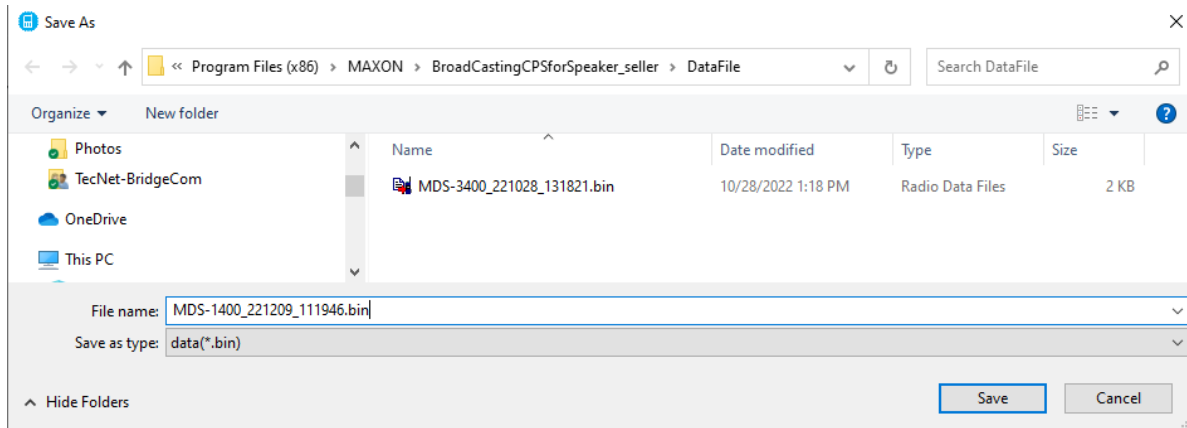 Save As
« Program Files (x86) › MAXON › BroadCastingCPSforSpeaker_seller › DataFile
Search DataFile
Organize
New folder
Photos
TecNet-BridgeCom
OneDrive
This PC
Name Date modified Type Size
MDS-3400_221028_131821.bin 10/28/2022 1:18 PM Radio Data Files 2 KB
File name: MDS-1400_221209_111946.bin
Save as type: data(*.bin)
Hide Folders
Save Cancel